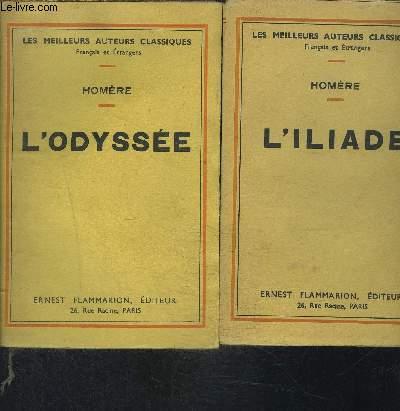 le-livre.com
LES MEILLEURS AUTEURS CLASSIQUES
Français et Étrangers
HOMÈRE
L'ODYSSÉE
ERNEST FLAMMARION, ÉDITEUR
26, Rue Racine, PARIS
LES MEILLEURS AUTEURS CLASSIQ
Français et Étrangers
HOMÈRE
L'ILIADE
ERNEST FLAMMARION, ÉDITEUR
26, Rue Racine, PARIS